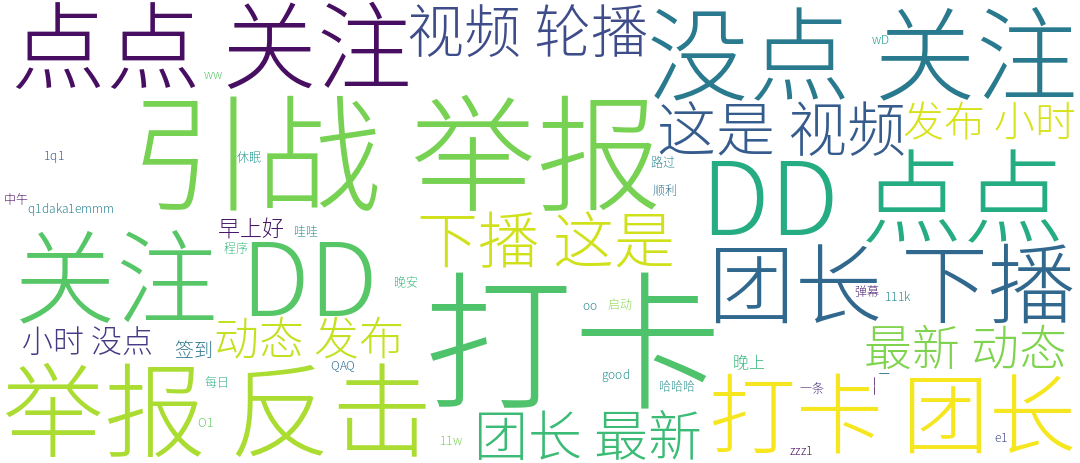 点点 关注
视频 轮播
没点 关注
ww
wD
引战 举报
这是 视频
发布 小时
1q1
休眠
路过
DD 点点
中午
q1daka1emmm
顺利
早上好
哇哇
下播 这是
关注 DD
程序
晚安
打卡
团长 下播
弹幕
111k
oo
启动
小时 没点
签到
动态 发布
最新 动态
QAQ
晚上
举报 反击
每日
good
哈哈哈
打卡 团长
一条
O1
11w
团长 最新
zzz1
e1